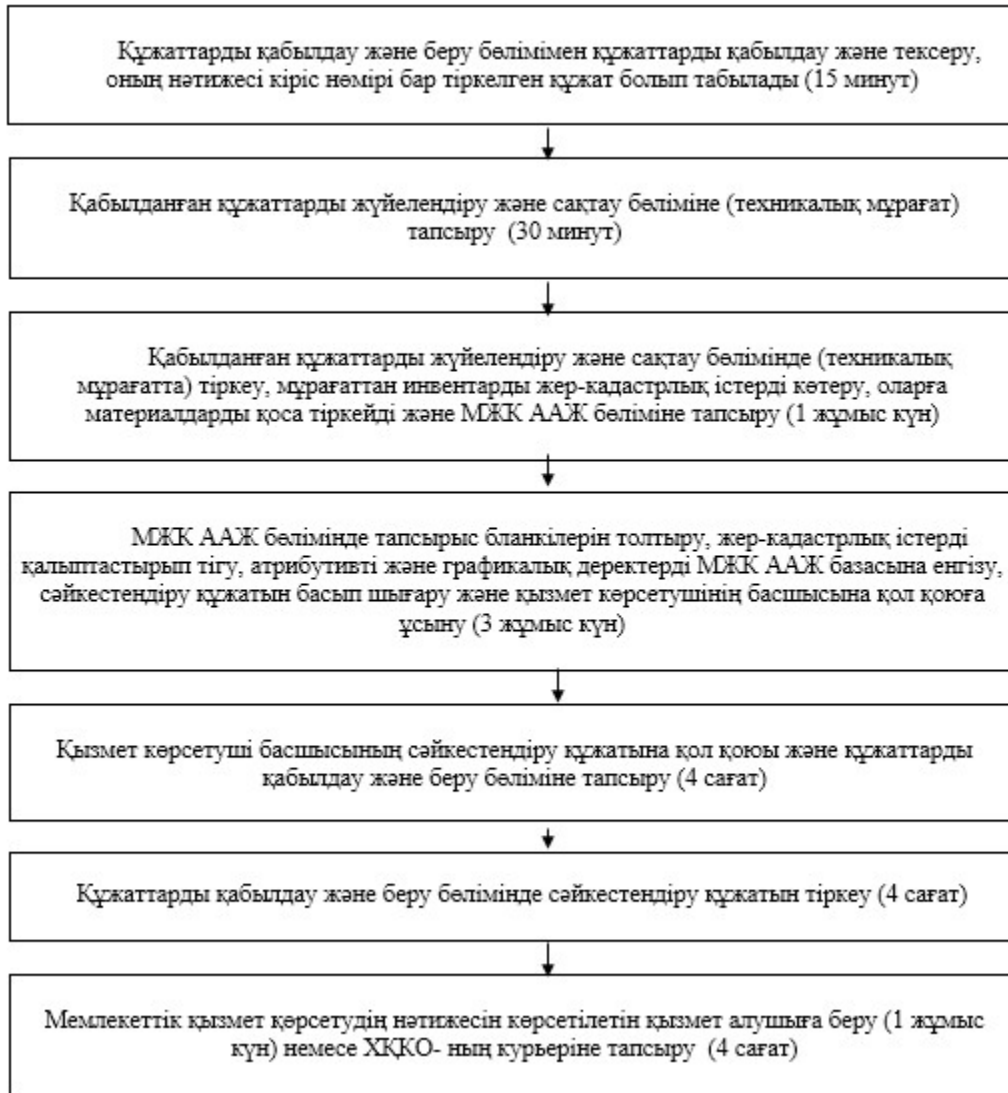 Құжаттарды қабылдау және беру бөлімімен құжаттарды қабылдау және тексеру,
оның нәтижесі кіріс нөмірі бар тіркелген құжат болып табылады (15 минут)
Қабылданған құжаттарды жүйелендіру және сақтау бөліміне (техникалық мұрағат)
тапсыру (30 минут)
Қабылданған құжаттарды жүйелендіру және сақтау бөлімінде (техникалық
мұрағатта) тіркеу, мұрағаттан инвентарды жер-кадастрлық істерді көтеру, оларға
материалдарды қоса тіркейді және МЖК ААЖ бөліміне тапсыру (1 жұмыс күн)
МЖК ААЖ бөлімінде тапсырыс бланкілерін толтыру, жер-кадастрлық істерді
қалыптастырып тігу, атрибутивті және графикалық деректерді МЖК ААЖ базасына енгізу,
сәйкестендіру құжатын басып шығару және қызмет көрсетушінің басшысына қол қоюға
ұсыну (3 жұмыс күн)
Қызмет көрсетуші басшысының сәйкестендіру құжатына қол қоюы және құжаттарды
қабылдау және беру бөліміне тапсыру (4 сағат)
Құжаттарды қабылдау және беру бөлімінде сәйкестендіру құжатын тіркеу (4 сағат)
Мемлекеттік қызмет қөрсетудің нәтижесін көрсетілетін қызмет алушыға беру (1 жұмыс
күн) немесе ХҚКО- ның курьеріне тапсыру (4 сағат)